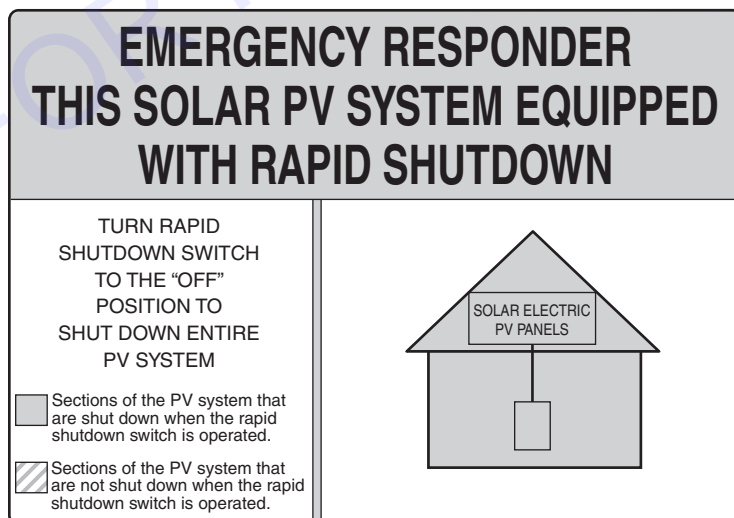 EMERGENCY RESPONDER
THIS SOLAR PV SYSTEM EQUIPPED
WITH RAPID SHUTDOWN
TURN RAPID
SHUTDOWN SWITCH
TO THE “OFF”
POSITION TO
SHUT DOWN ENTIRE
PV SYSTEM
Sections of the PV system that
are shut down when the rapid
shutdown switch is operated.
Sections of the PV system that
are not shut down when the rapid
shutdown switch is operated.
SOLAR ELECTRIC
PV PANELS